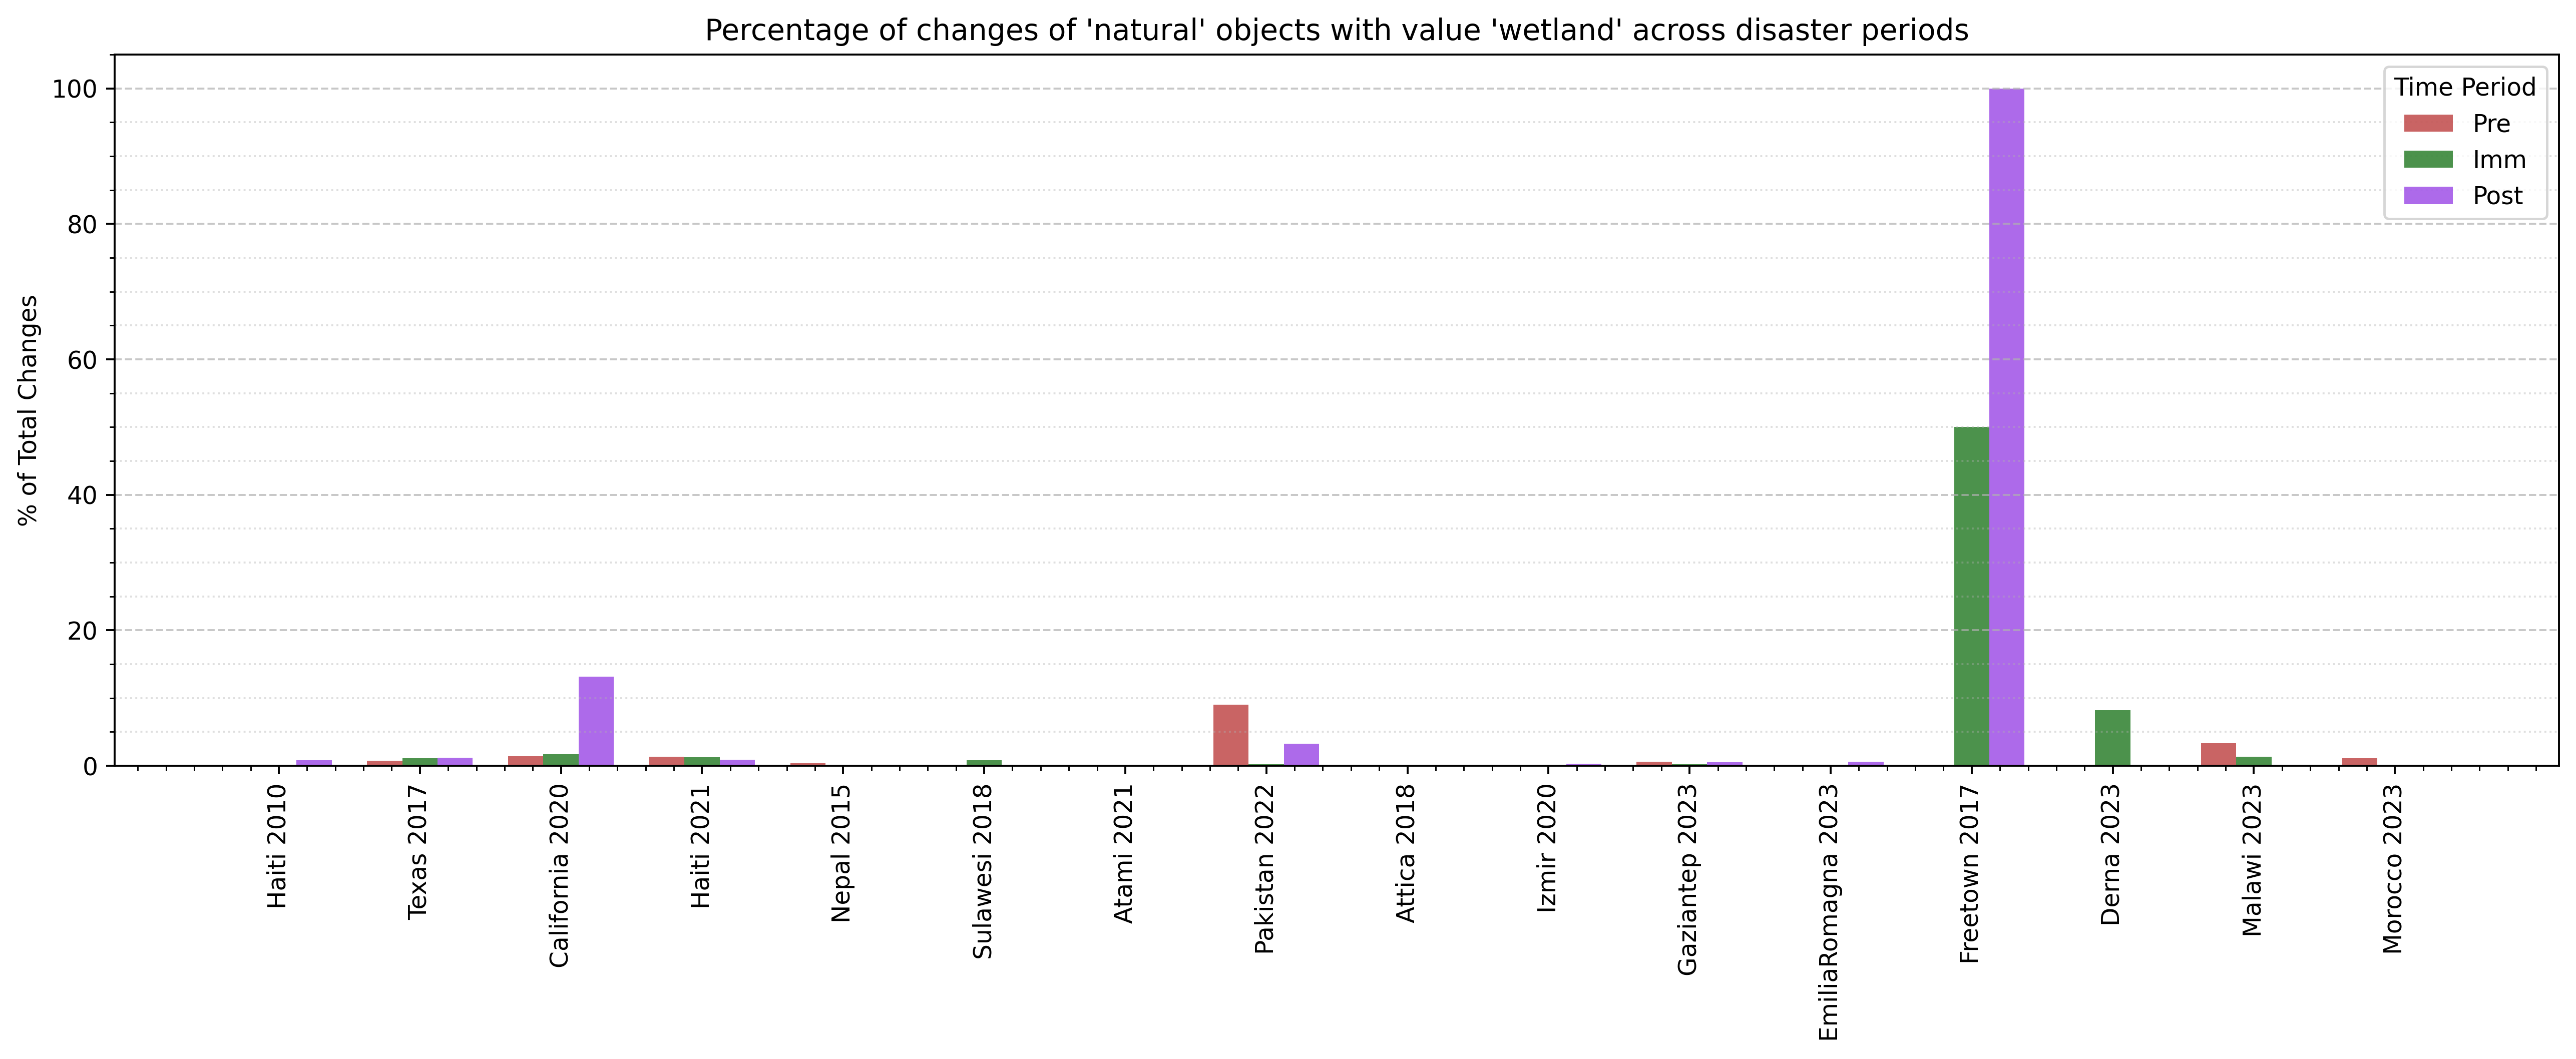 Percentage of changes of 'natural' objects with value 'wetland' across disaster periods
% of Total Changes
100
80
60
40
20
0
Time Period
Pre
Imm
Post
Haiti 2010
Texas 2017
California 2020
Haiti 2021
Nepal 2015
Sulawesi 2018
Atami 2021
Pakistan 2022
Attica 2018
Izmir 2020
Gaziantep 2023
EmiliaRomagna 2023
Freetown 2017
Derna 2023
Malawi 2023
Morocco 2023